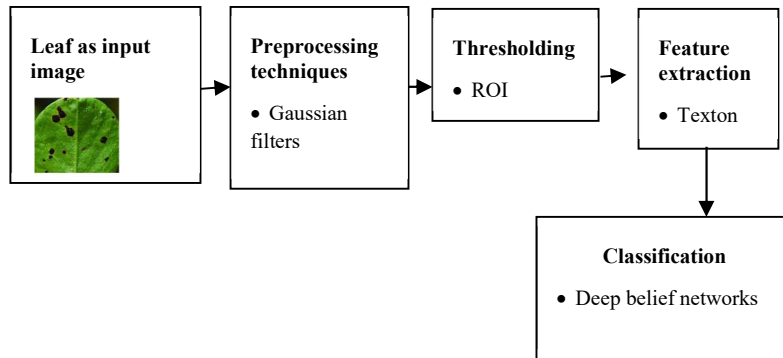 Leaf as input
image
Preprocessing
techniques
• Gaussian
filters
Thresholding
• ROI
Feature
extraction
• Texton
Classification
• Deep belief networks